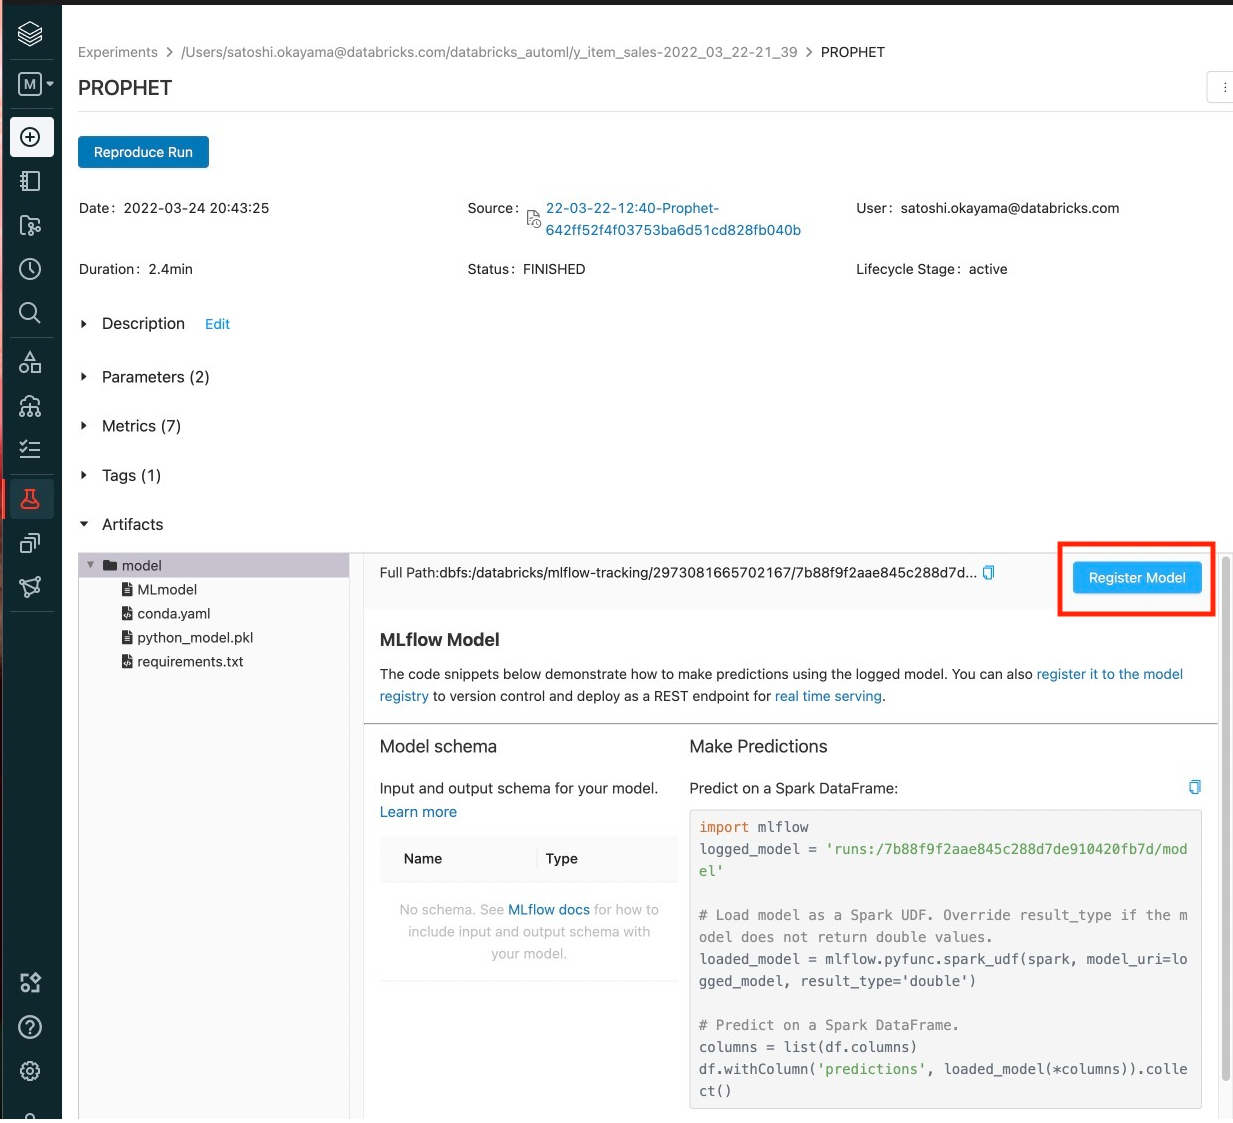 Experiments > /Users/satoshi.okayama@databricks.com/databricks_automl/y_item_sales-2022_03_22-21_39 > PROPHET
M
PROPHET
Reproduce Run
Date: 2022-03-24 20:43:25
Source: 22-03-22-12:40-Prophet-
642ff52f4f03753ba6d51cd828fb040b
User: satoshi.okayama@databricks.com
Duration: 2.4min
Status: FINISHED
Lifecycle Stage: active
Description Edit
Parameters (2)
Metrics (7)
Tags (1)
Artifacts
model
MLmodel
conda.yaml
python_model.pkl
requirements.txt
Full Path:dbfs:/databricks/mlflow-tracking/2973081665702167/7b88f9f2aae845c288d7d...
Register Model
MLflow Model
The code snippets below demonstrate how to make predictions using the logged model. You can also register it to the model
registry to version control and deploy as a REST endpoint for real time serving.
Model schema
Input and output schema for your model.
Learn more
Name Type
No schema. See MLflow docs for how to
include input and output schema with
your model.
Make Predictions
Predict on a Spark DataFrame:
import mlflow
logged_model = 'runs:/7b88f9f2aae845c288d7de910420fb7d/mod
el'
# Load model as a Spark UDF. Override result_type if the m
odel does not return double values.
loaded_model = mlflow.pyfunc.spark_udf(spark, model_uri=lo
gged_model, result_type='double')
# Predict on a Spark DataFrame.
columns = list(df.columns)
df.withColumn('predictions', loaded_model(*columns)).colle
ct()